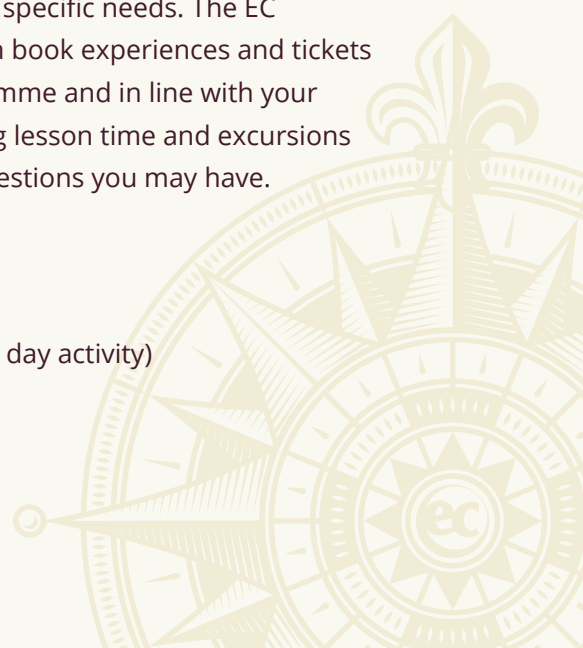 specific needs. The EC
book experiences and tickets
mme and in line with your
lesson time and excursions
estions you may have.
day activity)
ec